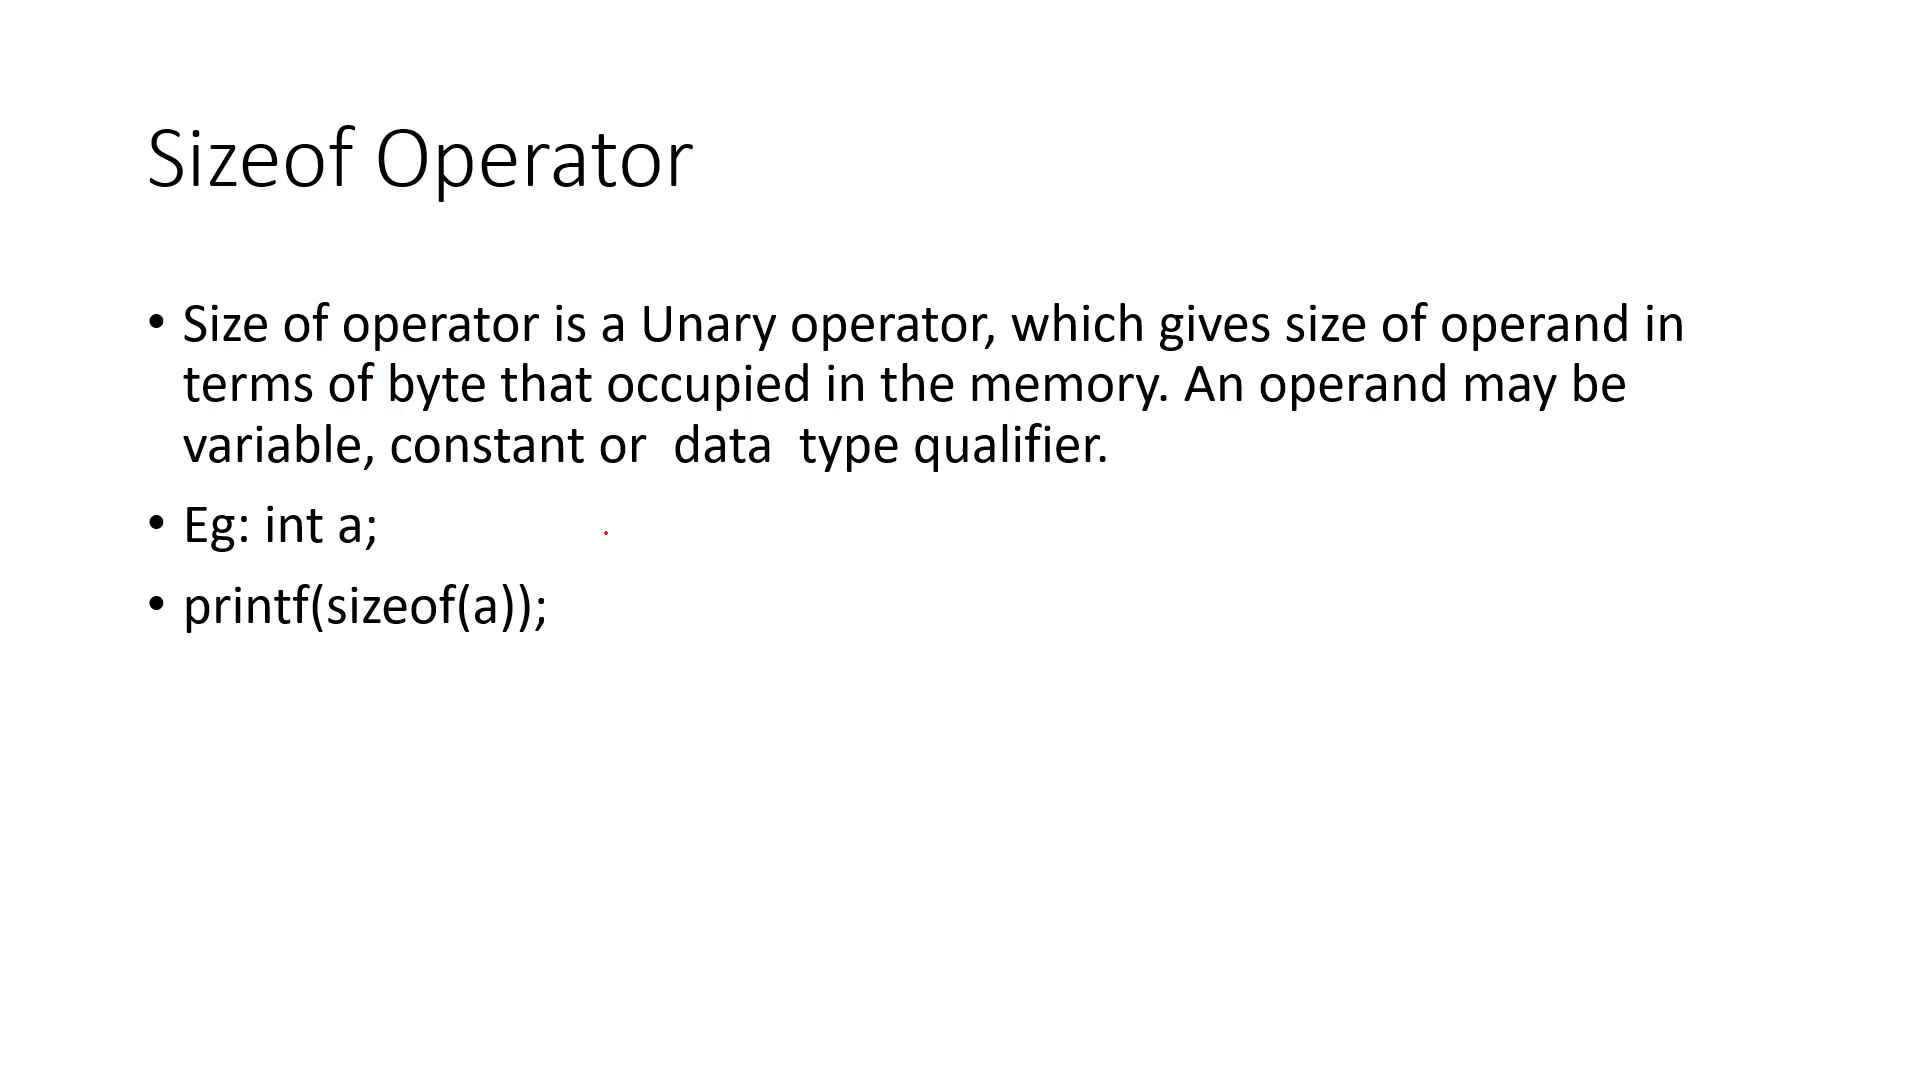 Sizeof Operator
• Size of operator is a Unary operator, which gives size of operand in
terms of byte that occupied in the memory. An operand may be
variable, constant or  data  type qualifier.
• Eg: int a;
• printf(sizeof(a));